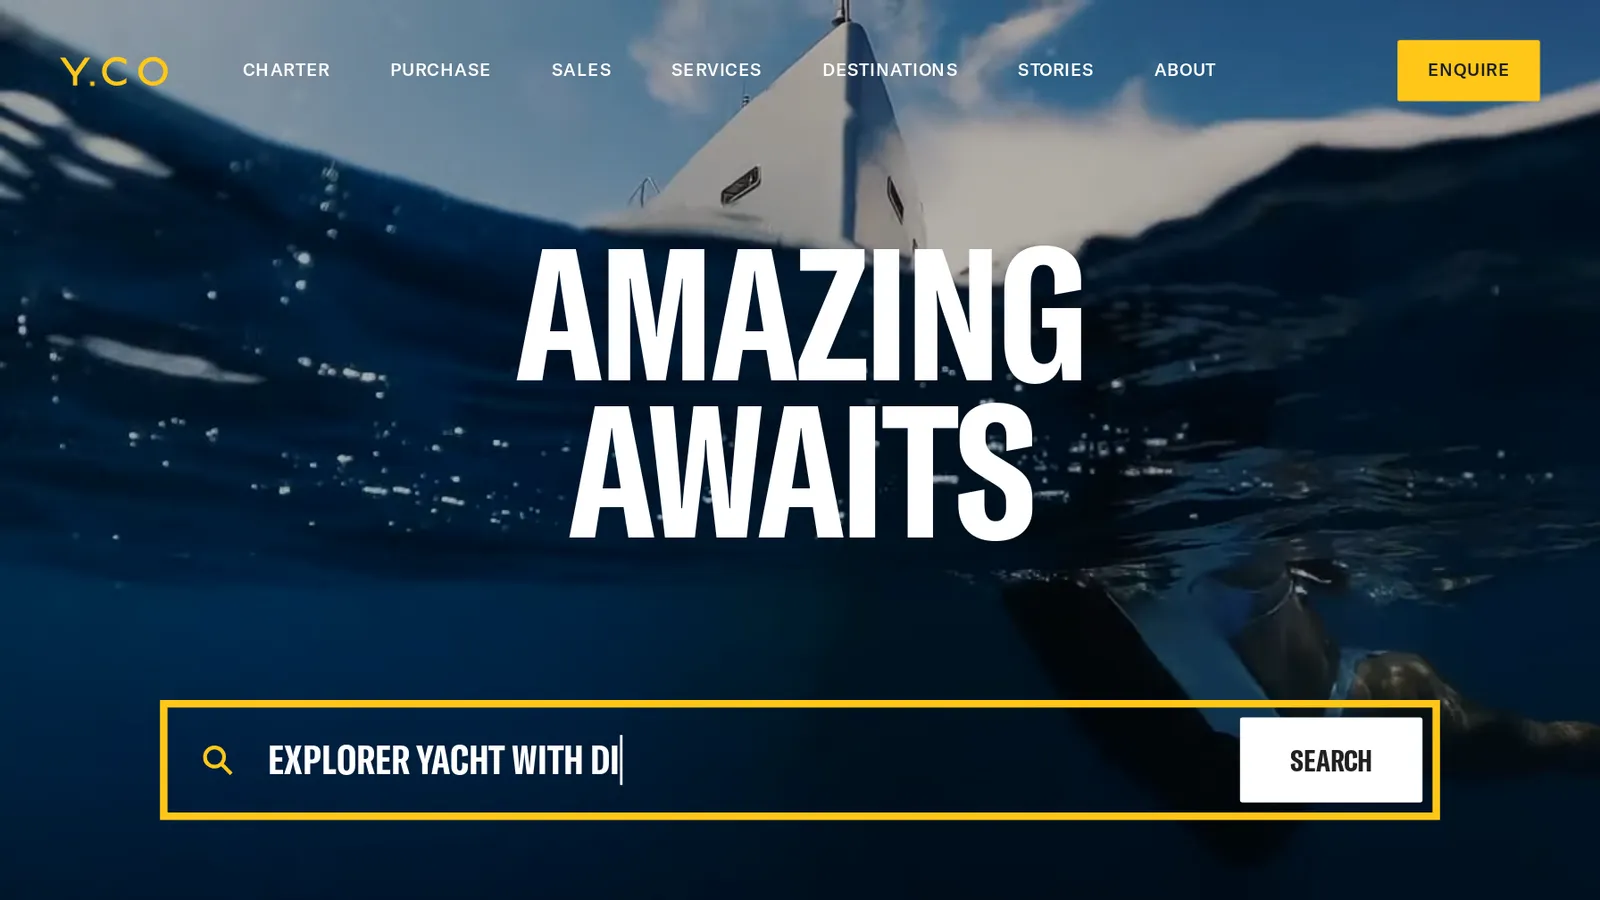 Y.CO
CHARTER
PURCHASE
SALES
SERVICES
DESTINATIONS
STORIES
ABOUT
ENQUIRE
AMAZING
AWAITS
EXPLORER YACHT WITH DI
SEARCH